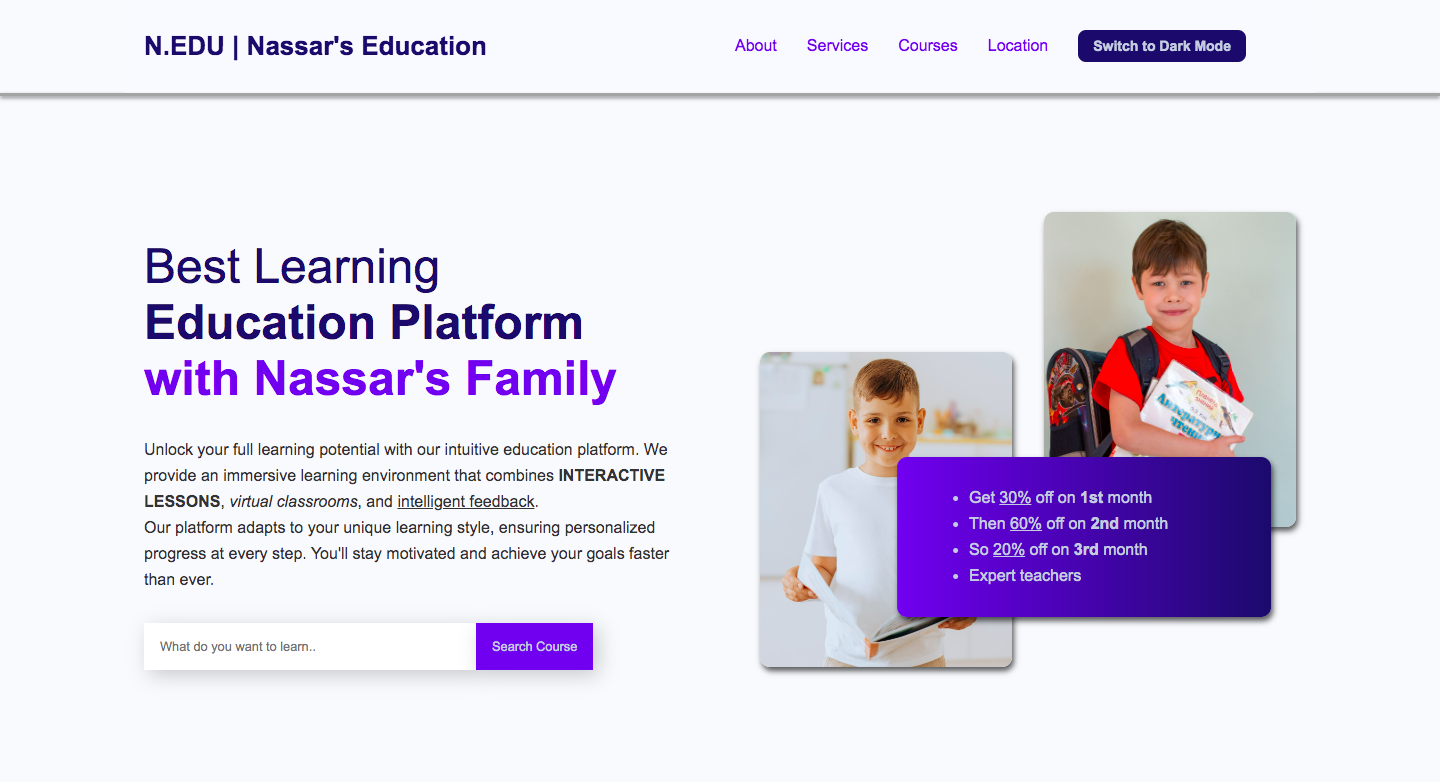 N.EDU | Nassar's Education
About Services Courses Location Switch to Dark Mode
Best Learning
Education Platform
with Nassar's Family
Unlock your full learning potential with our intuitive education platform. We
provide an immersive learning environment that combines INTERACTIVE
LESSONS, virtual classrooms, and intelligent feedback.
Our platform adapts to your unique learning style, ensuring personalized
progress at every step. You'll stay motivated and achieve your goals faster
than ever.
What do you want to learn..
Search Course
Get 30% off on 1st month
Then 60% off on 2nd month
So 20% off on 3rd month
Expert teachers